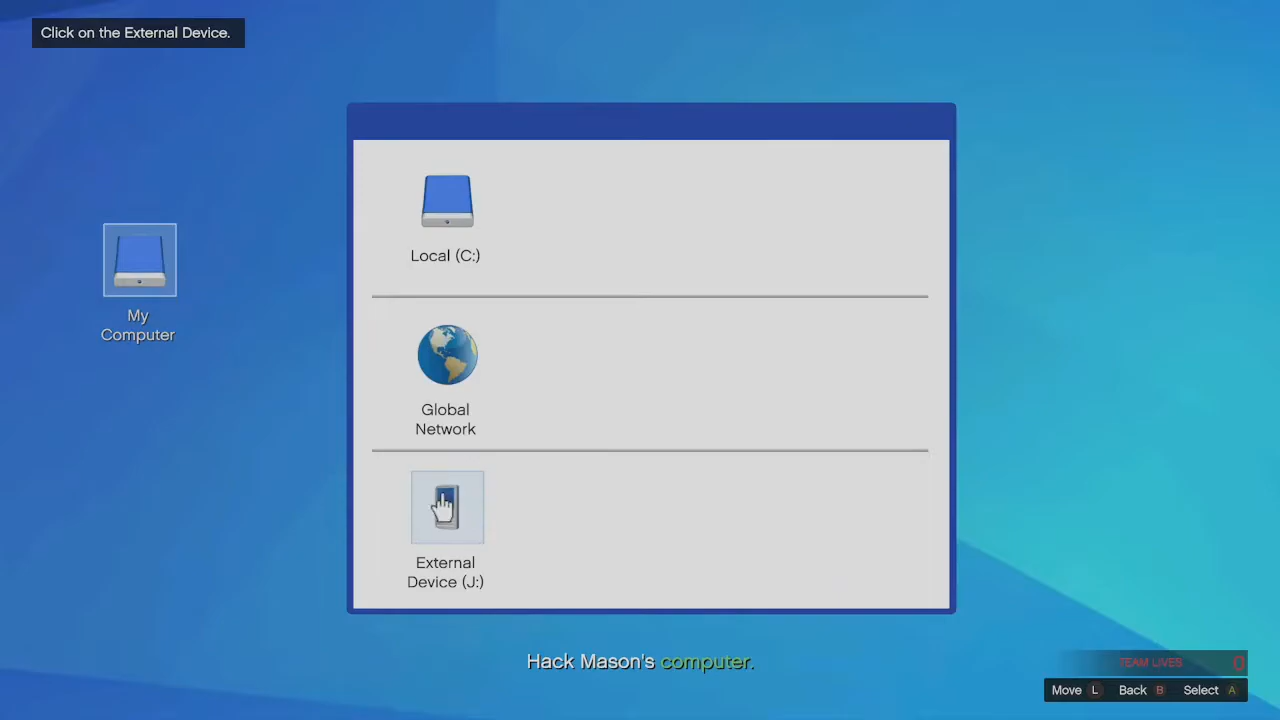 Click on the External Device.
Local (C:)
My
Computer
Global
Network
External
Device (J:)
Hack Mason's computer.
TEAM LIVES 0
Move L Back B Select A